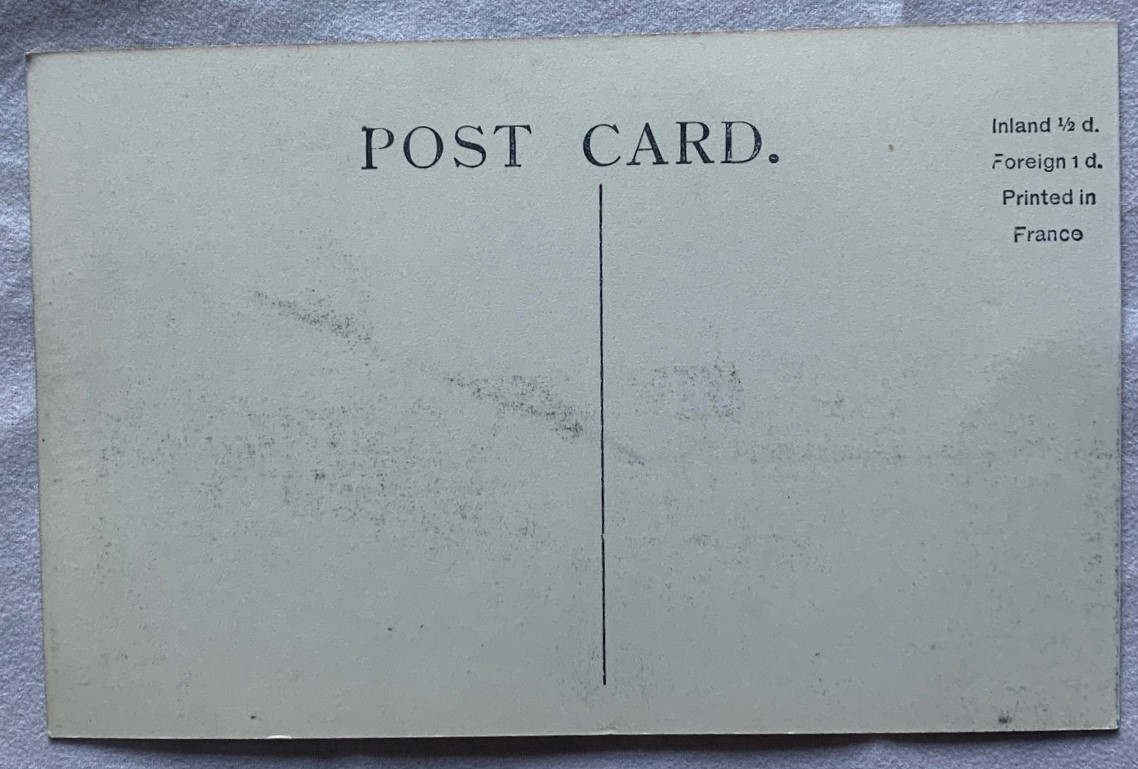 POST CARD.
Inland ½ d.
Foreign 1 d.
Printed in
France